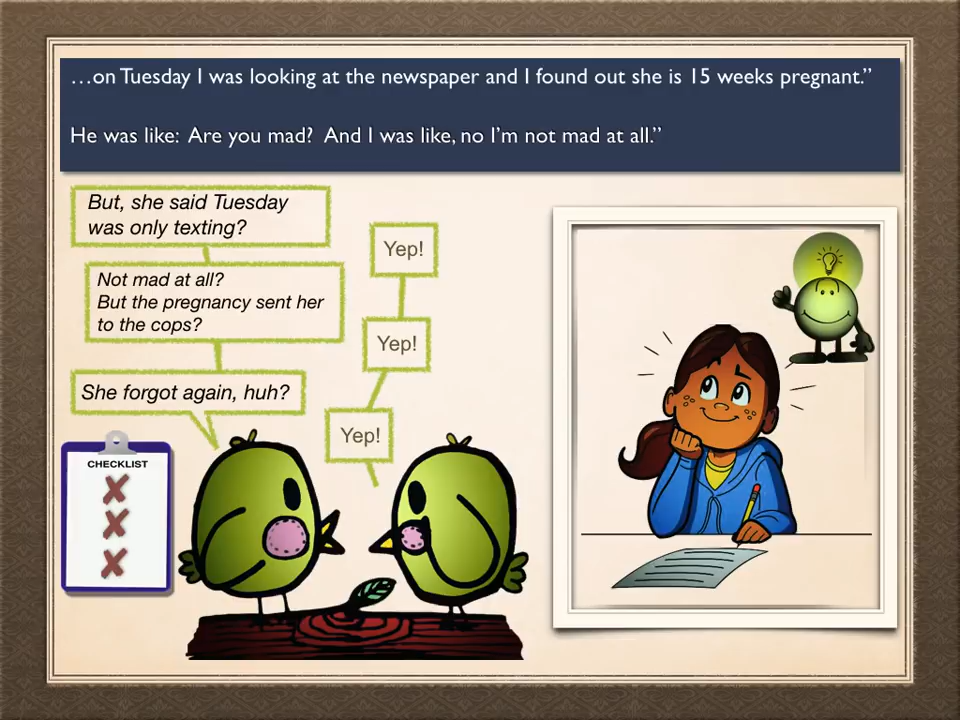 …on Tuesday I was looking at the newspaper and I found out she is 15 weeks pregnant.”
He was like:  Are you mad?  And I was like, no I’m not mad at all.”
But, she said Tuesday
was only texting?
Yep!
Not mad at all?
But the pregnancy sent her
to the cops?
Yep!
She forgot again, huh?
Yep!
CHECKLIST